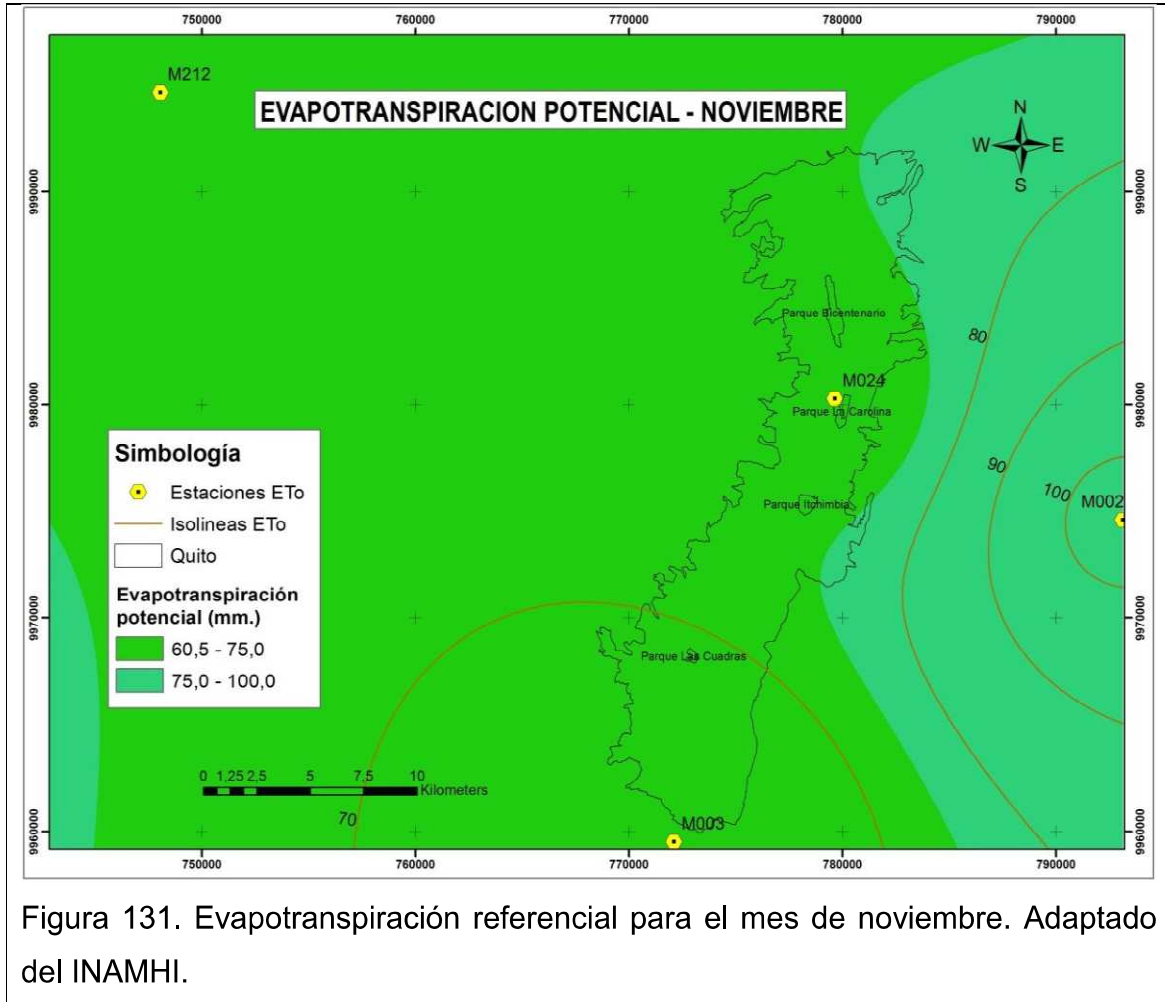 750000 760000 770000 780000 790000
M212
EVAPOTRANSPIRACION POTENCIAL - NOVIEMBRE
N
W E
S
9990000 9990000
Parque Bicentenario
80
M024
9980000 9980000
Parque La Carolina
Simbología
Estaciones ETo
Isolineas ETo
Quito
Evapotranspiración
potencial (mm.)
60,5 - 75,0
75,0 - 100,0
90
100
M002
Parque Itchimbia
9970000 9970000
Parque Las Cuadras
0 1,25 2,5 5 7,5 10
Kilometers
70
M003
9960000 9960000
750000 760000 770000 780000 790000
Figura 131. Evapotranspiración referencial para el mes de noviembre. Adaptado
del INAMHI.